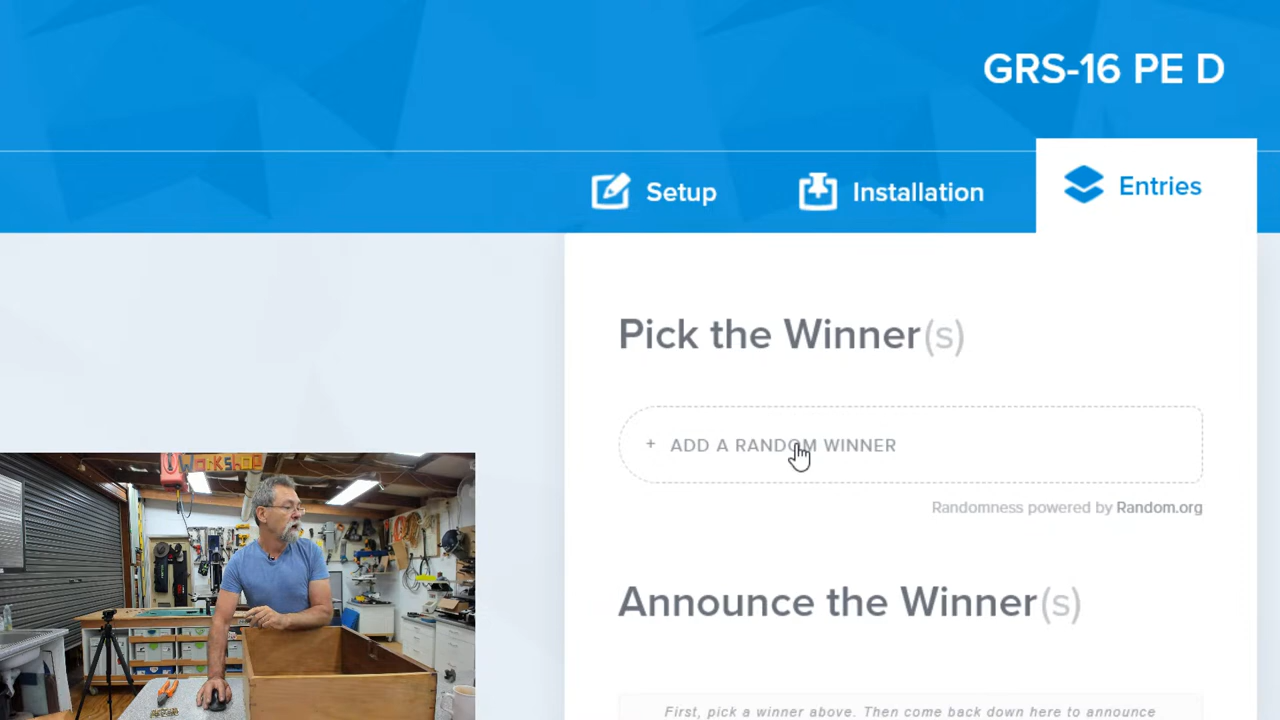 GRS-16 PE D
Setup
Installation
Entries
Pick the Winner(s)
+ ADD A RANDOM WINNER
Randomness powered by Random.org
Workshop
Announce the Winner(s)
First, pick a winner above. Then come back down here to announce